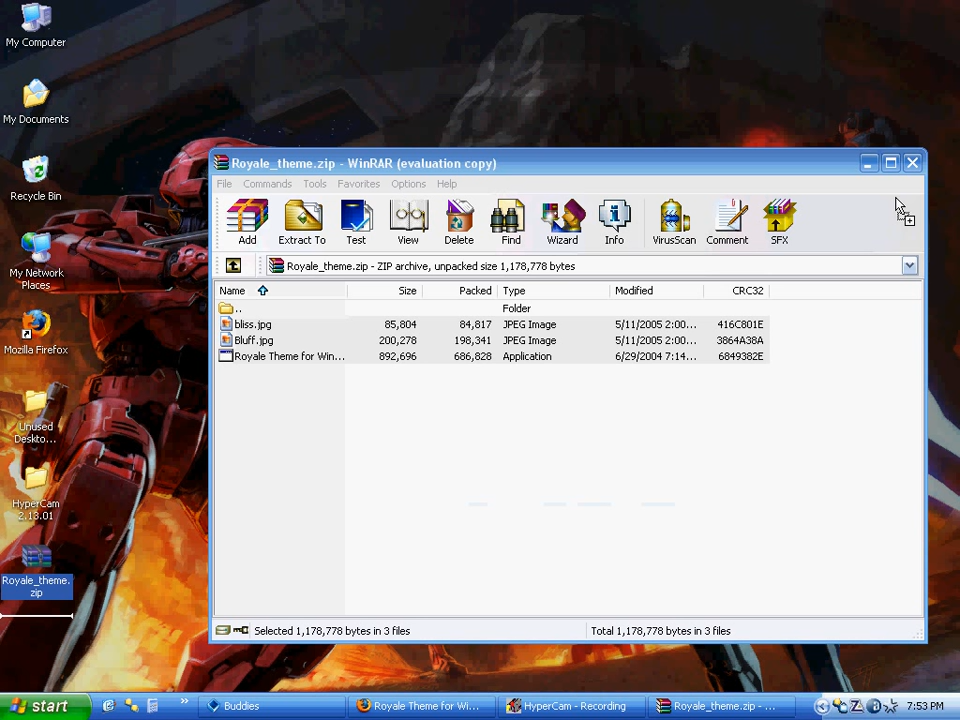 My Computer
My Documents
Recycle Bin
My Network
Places
Mozilla Firefox
Unused
Deskto...
HyperCam
2.13.01
Royale_theme.
zip
Royale_theme.zip - WinRAR (evaluation copy)
File Commands Tools Favorites Options Help
Add Extract To Test View Delete Find Wizard Info VirusScan Comment SFX
Royale_theme.zip - ZIP archive, unpacked size 1,178,778 bytes
Name Size Packed Type Modified CRC32
.. Folder
bliss.jpg 85,804 84,817 JPEG Image 5/11/2005 2:00... 416C801E
Bluff.jpg 200,278 198,341 JPEG Image 5/11/2005 2:00... 3864A38A
Royale Theme for Win... 892,696 686,828 Application 6/29/2004 7:14... 6849382E
Selected 1,178,778 bytes in 3 files Total 1,178,778 bytes in 3 files
start Buddies Royale Theme for Wi... HyperCam - Recording Royale_theme.zip - ... 7:53 PM